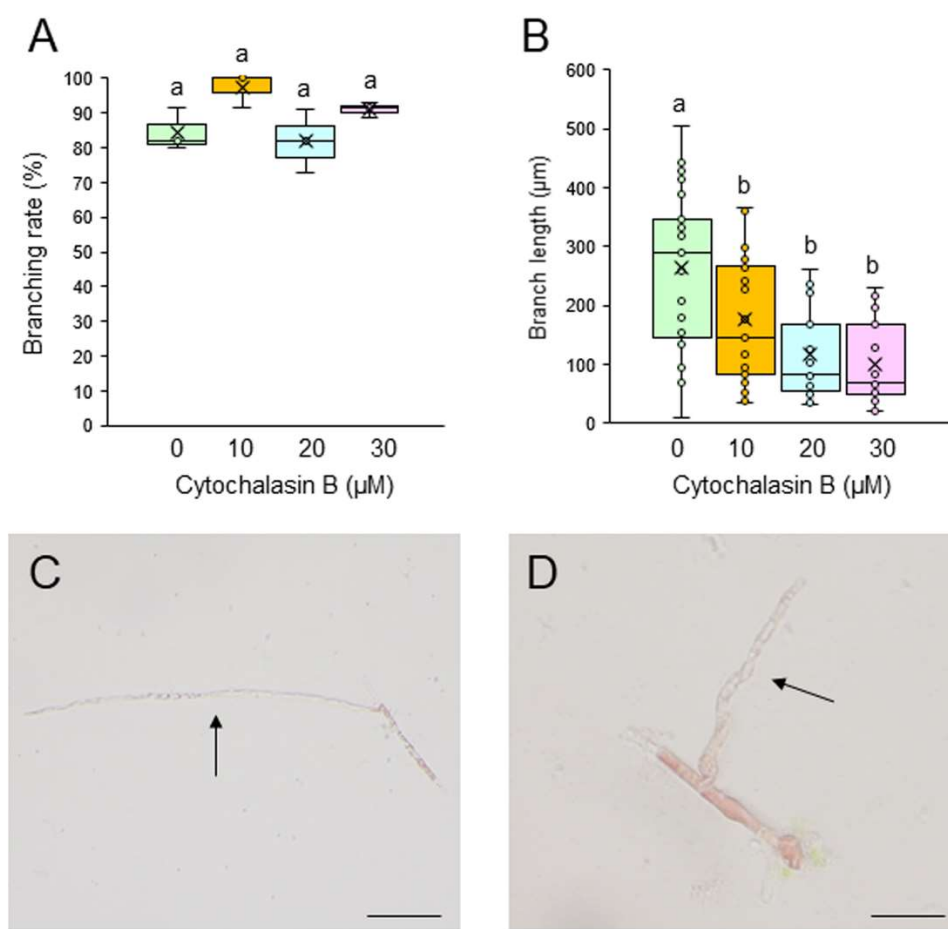 A
Branching rate (%)
100
90
80
70
60
50
40
30
20
10
0
a
a
a
a
0 10 20 30
Cytochalasin B (µM)
B
Branch length (µm)
600
500
400
300
200
100
0
a
b
b
b
0 10 20 30
Cytochalasin B (µM)
C
D